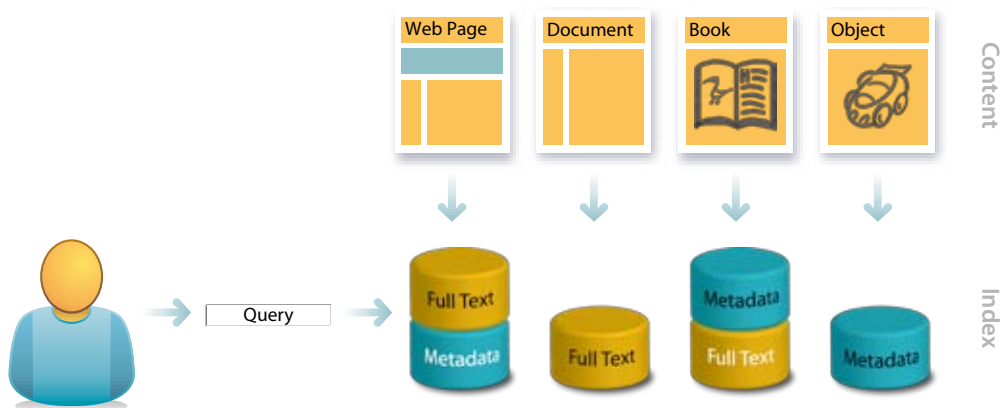 Web Page
Document
Book
Object
Content
Query
Full Text
Metadata
Full Text
Metadata
Full Text
Metadata
Index